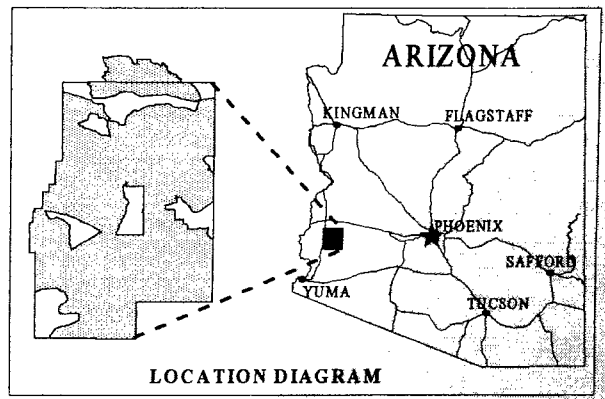 ARIZONA
KINGMAN
FLAGSTAFF
PHOENIX
SAFFORD
YUMA
TUCSON
LOCATION DIAGRAM